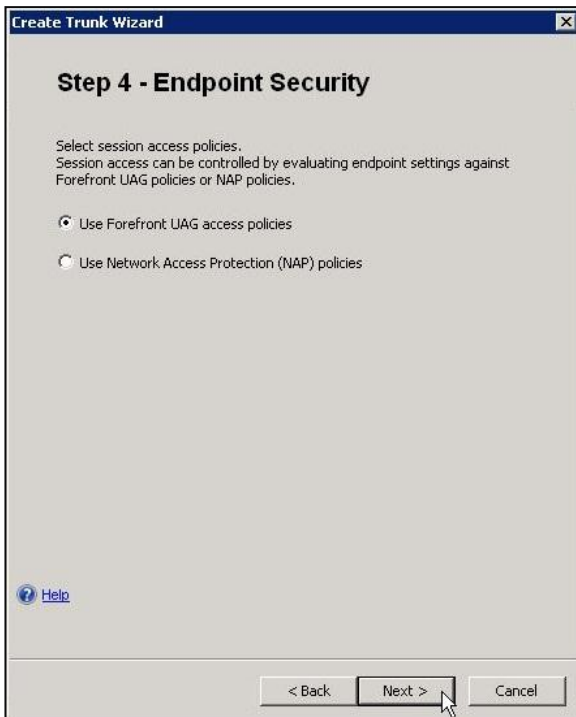 Create Trunk Wizard
Step 4 - Endpoint Security
Select session access policies.
Session access can be controlled by evaluating endpoint settings against
Forefront UAG policies or NAP policies.
Use Forefront UAG access policies
Use Network Access Protection (NAP) policies
Help
< Back
Next >
Cancel